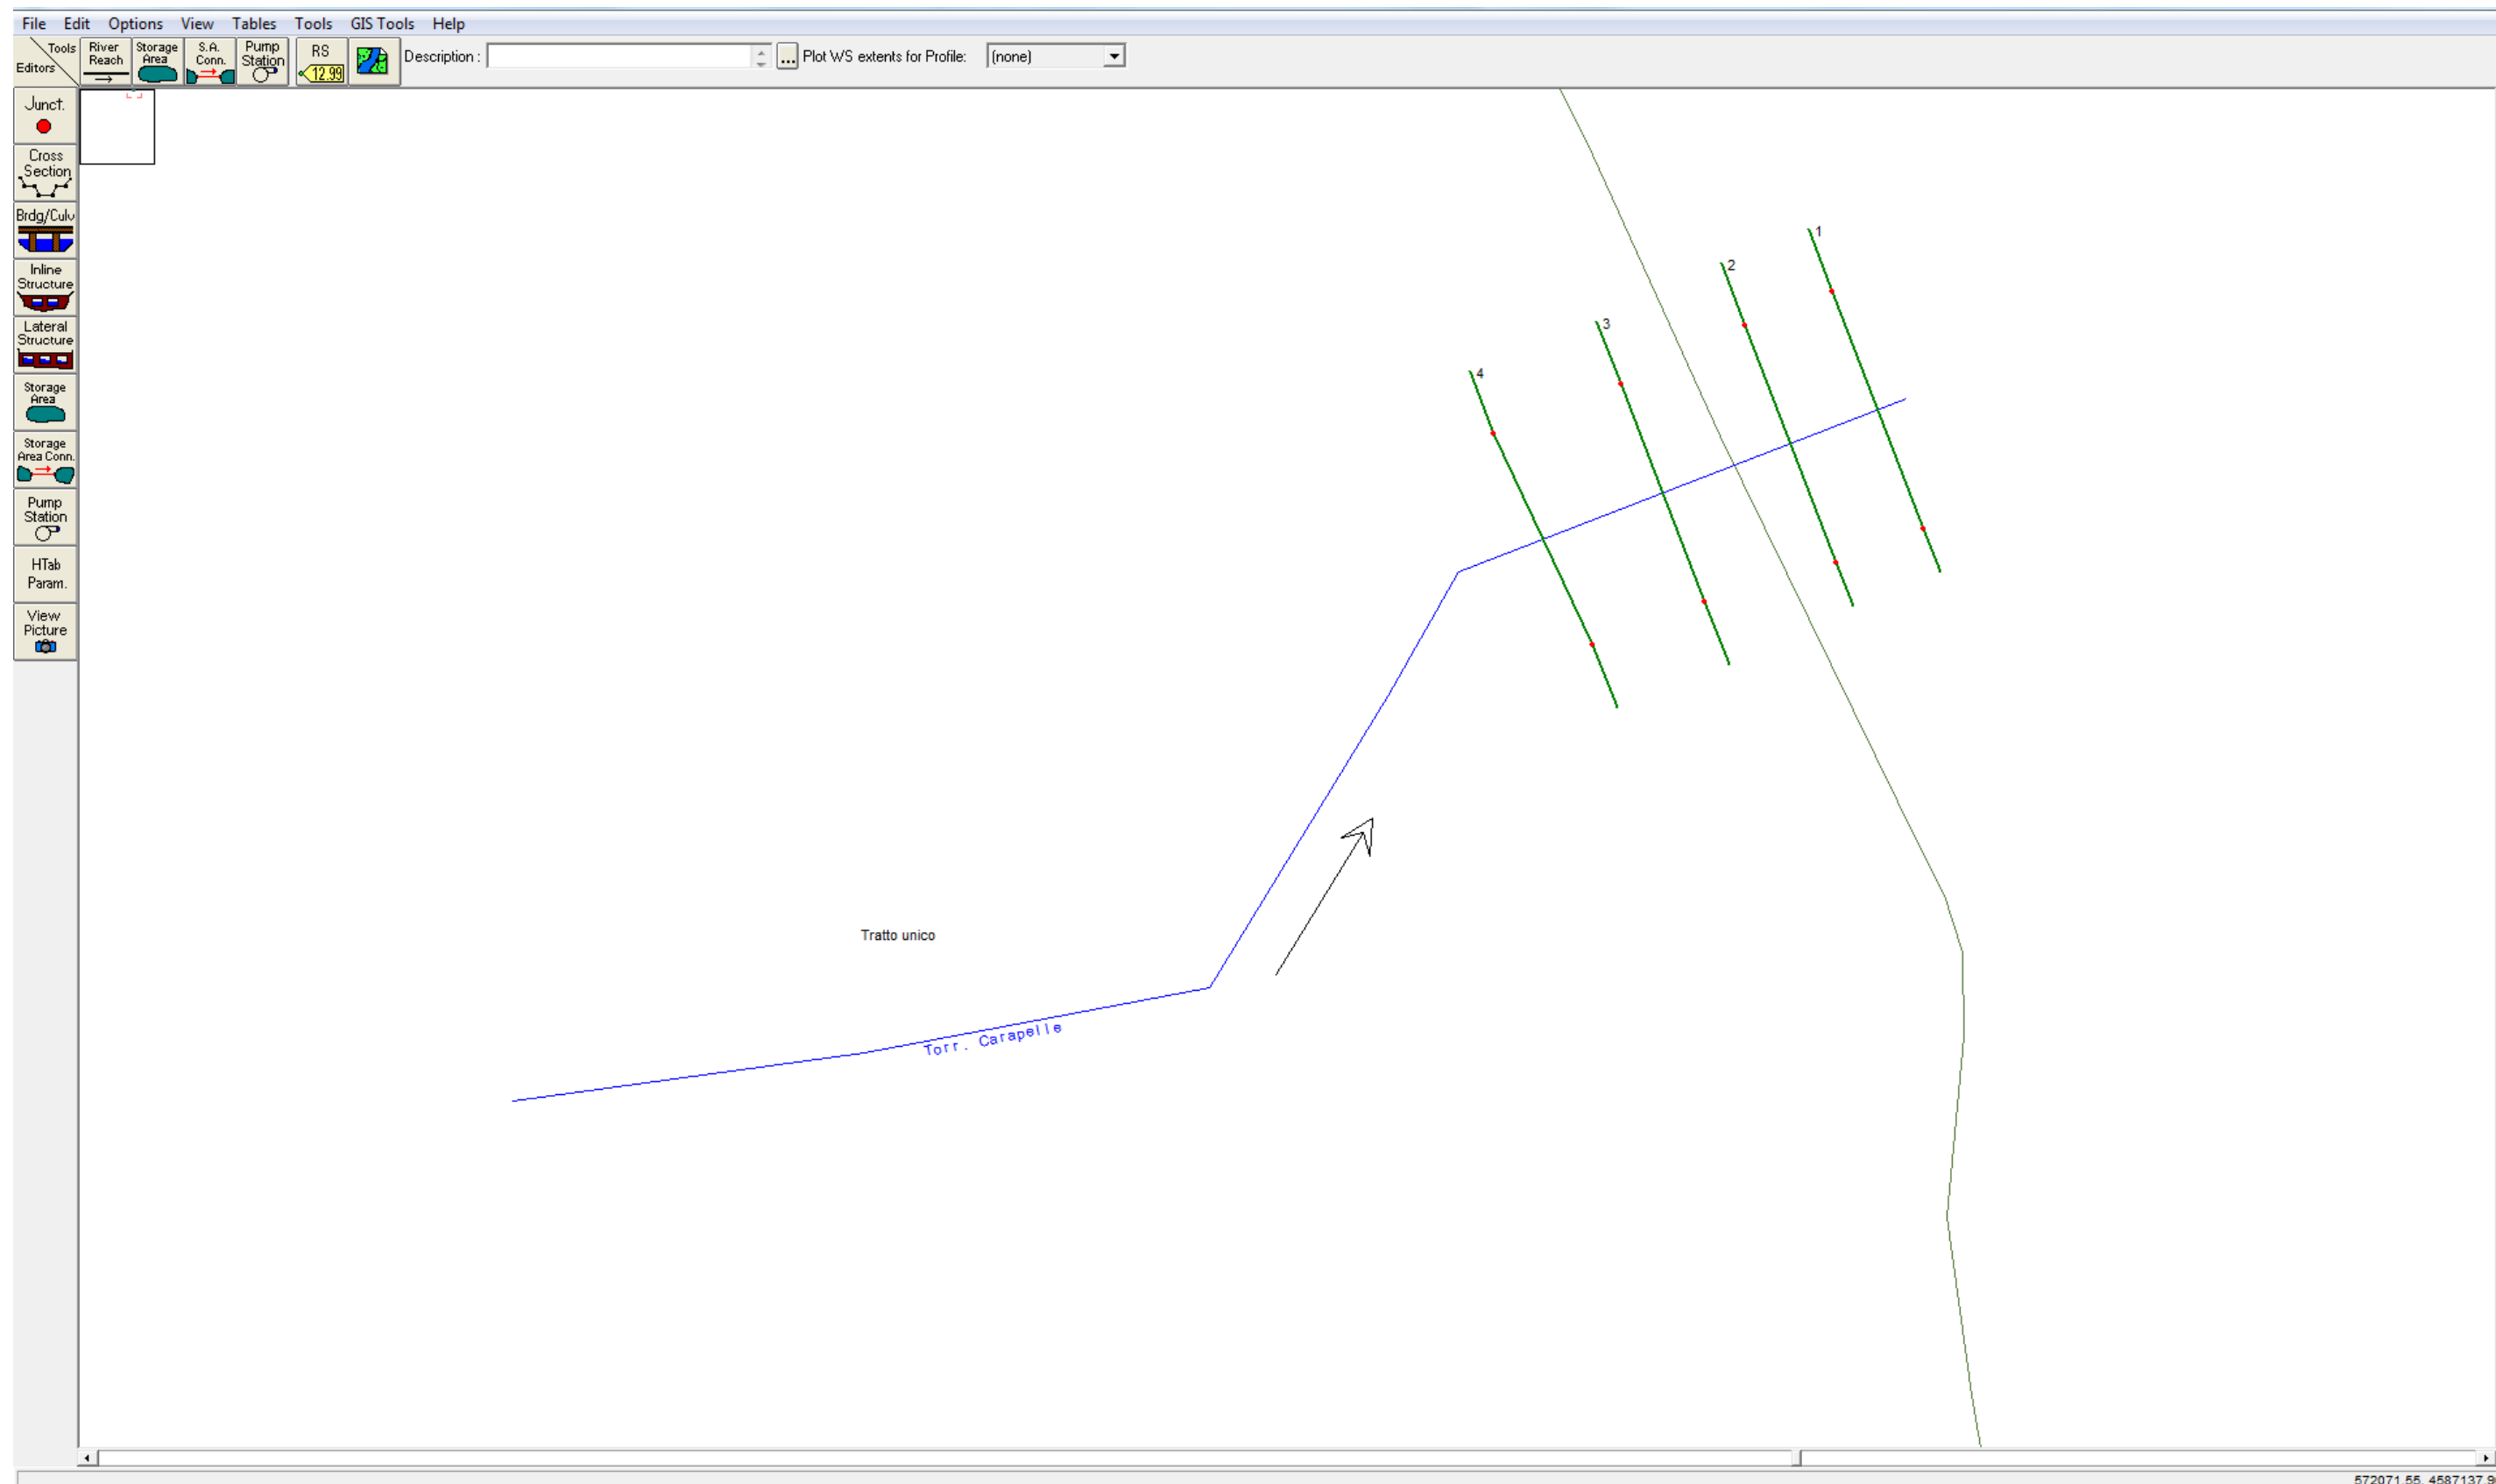 File Edit Options View Tables Tools GIS Tools Help
Tools
Editors
River Reach
Storage Area
S.A. Conn.
Pump Station
RS
12.99
Description :
...
Plot WS extents for Profile:
(none)
Junct.
Cross Section
Brdg/Culv
Inline Structure
Lateral Structure
Storage Area
Storage Area Conn.
Pump Station
HTab Param.
View Picture
1
2
3
4
Tratto unico
Torr. Carapelle